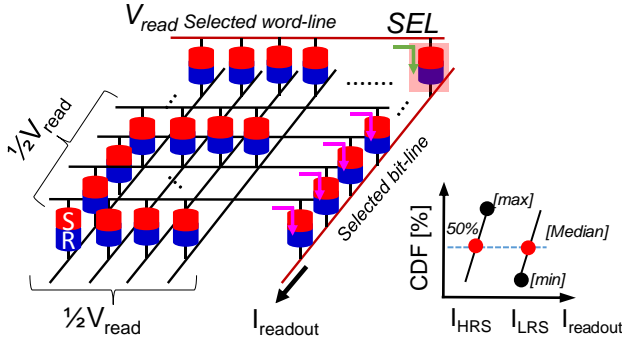 V_read Selected word-line
SEL
½V_read
S
R
Selected bit-line
½V_read
I_readout
CDF [%]
50%
[max]
[Median]
[min]
I_HRS I_LRS I_readout